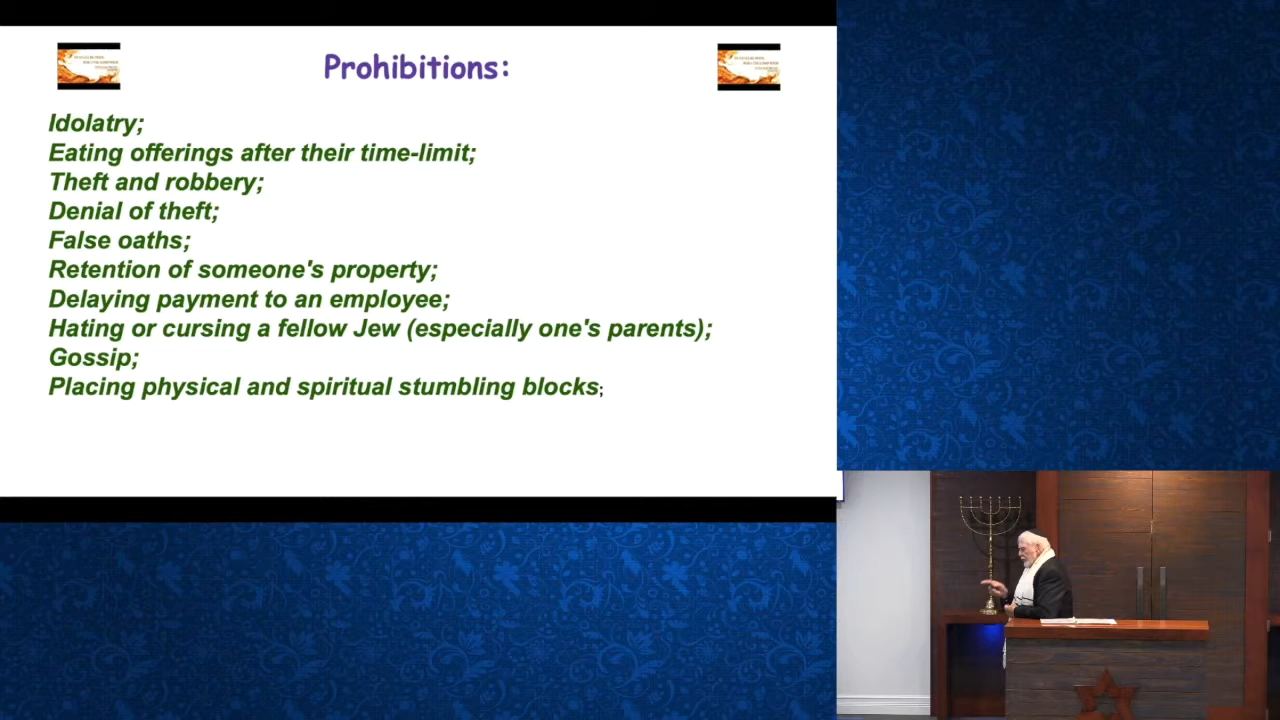 Prohibitions:
Idolatry;
Eating offerings after their time-limit;
Theft and robbery;
Denial of theft;
False oaths;
Retention of someone's property;
Delaying payment to an employee;
Hating or cursing a fellow Jew (especially one's parents);
Gossip;
Placing physical and spiritual stumbling blocks;